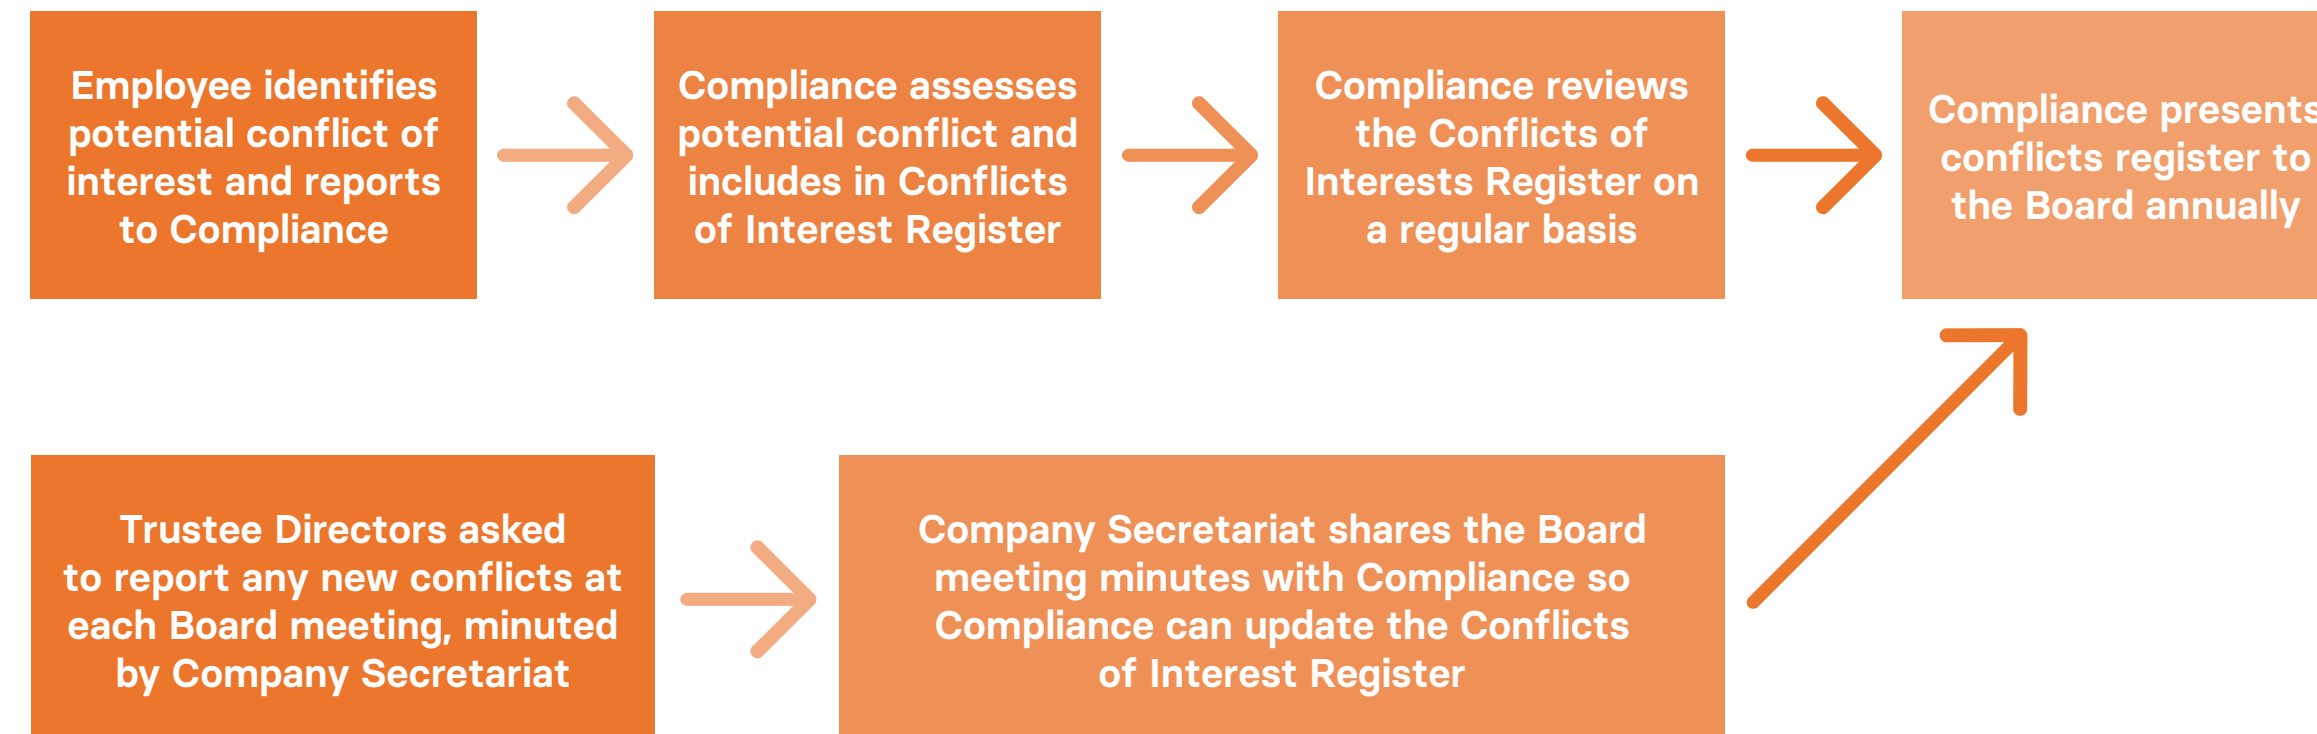 Employee identifies
potential conflict of
interest and reports
to Compliance
Compliance assesses
potential conflict and
includes in Conflicts
of Interest Register
Compliance reviews
the Conflicts of
Interests Register on
a regular basis
Compliance presents
conflicts register to
the Board annually
Trustee Directors asked
to report any new conflicts at
each Board meeting, minuted
by Company Secretariat
Company Secretariat shares the Board
meeting minutes with Compliance so
Compliance can update the Conflicts
of Interest Register